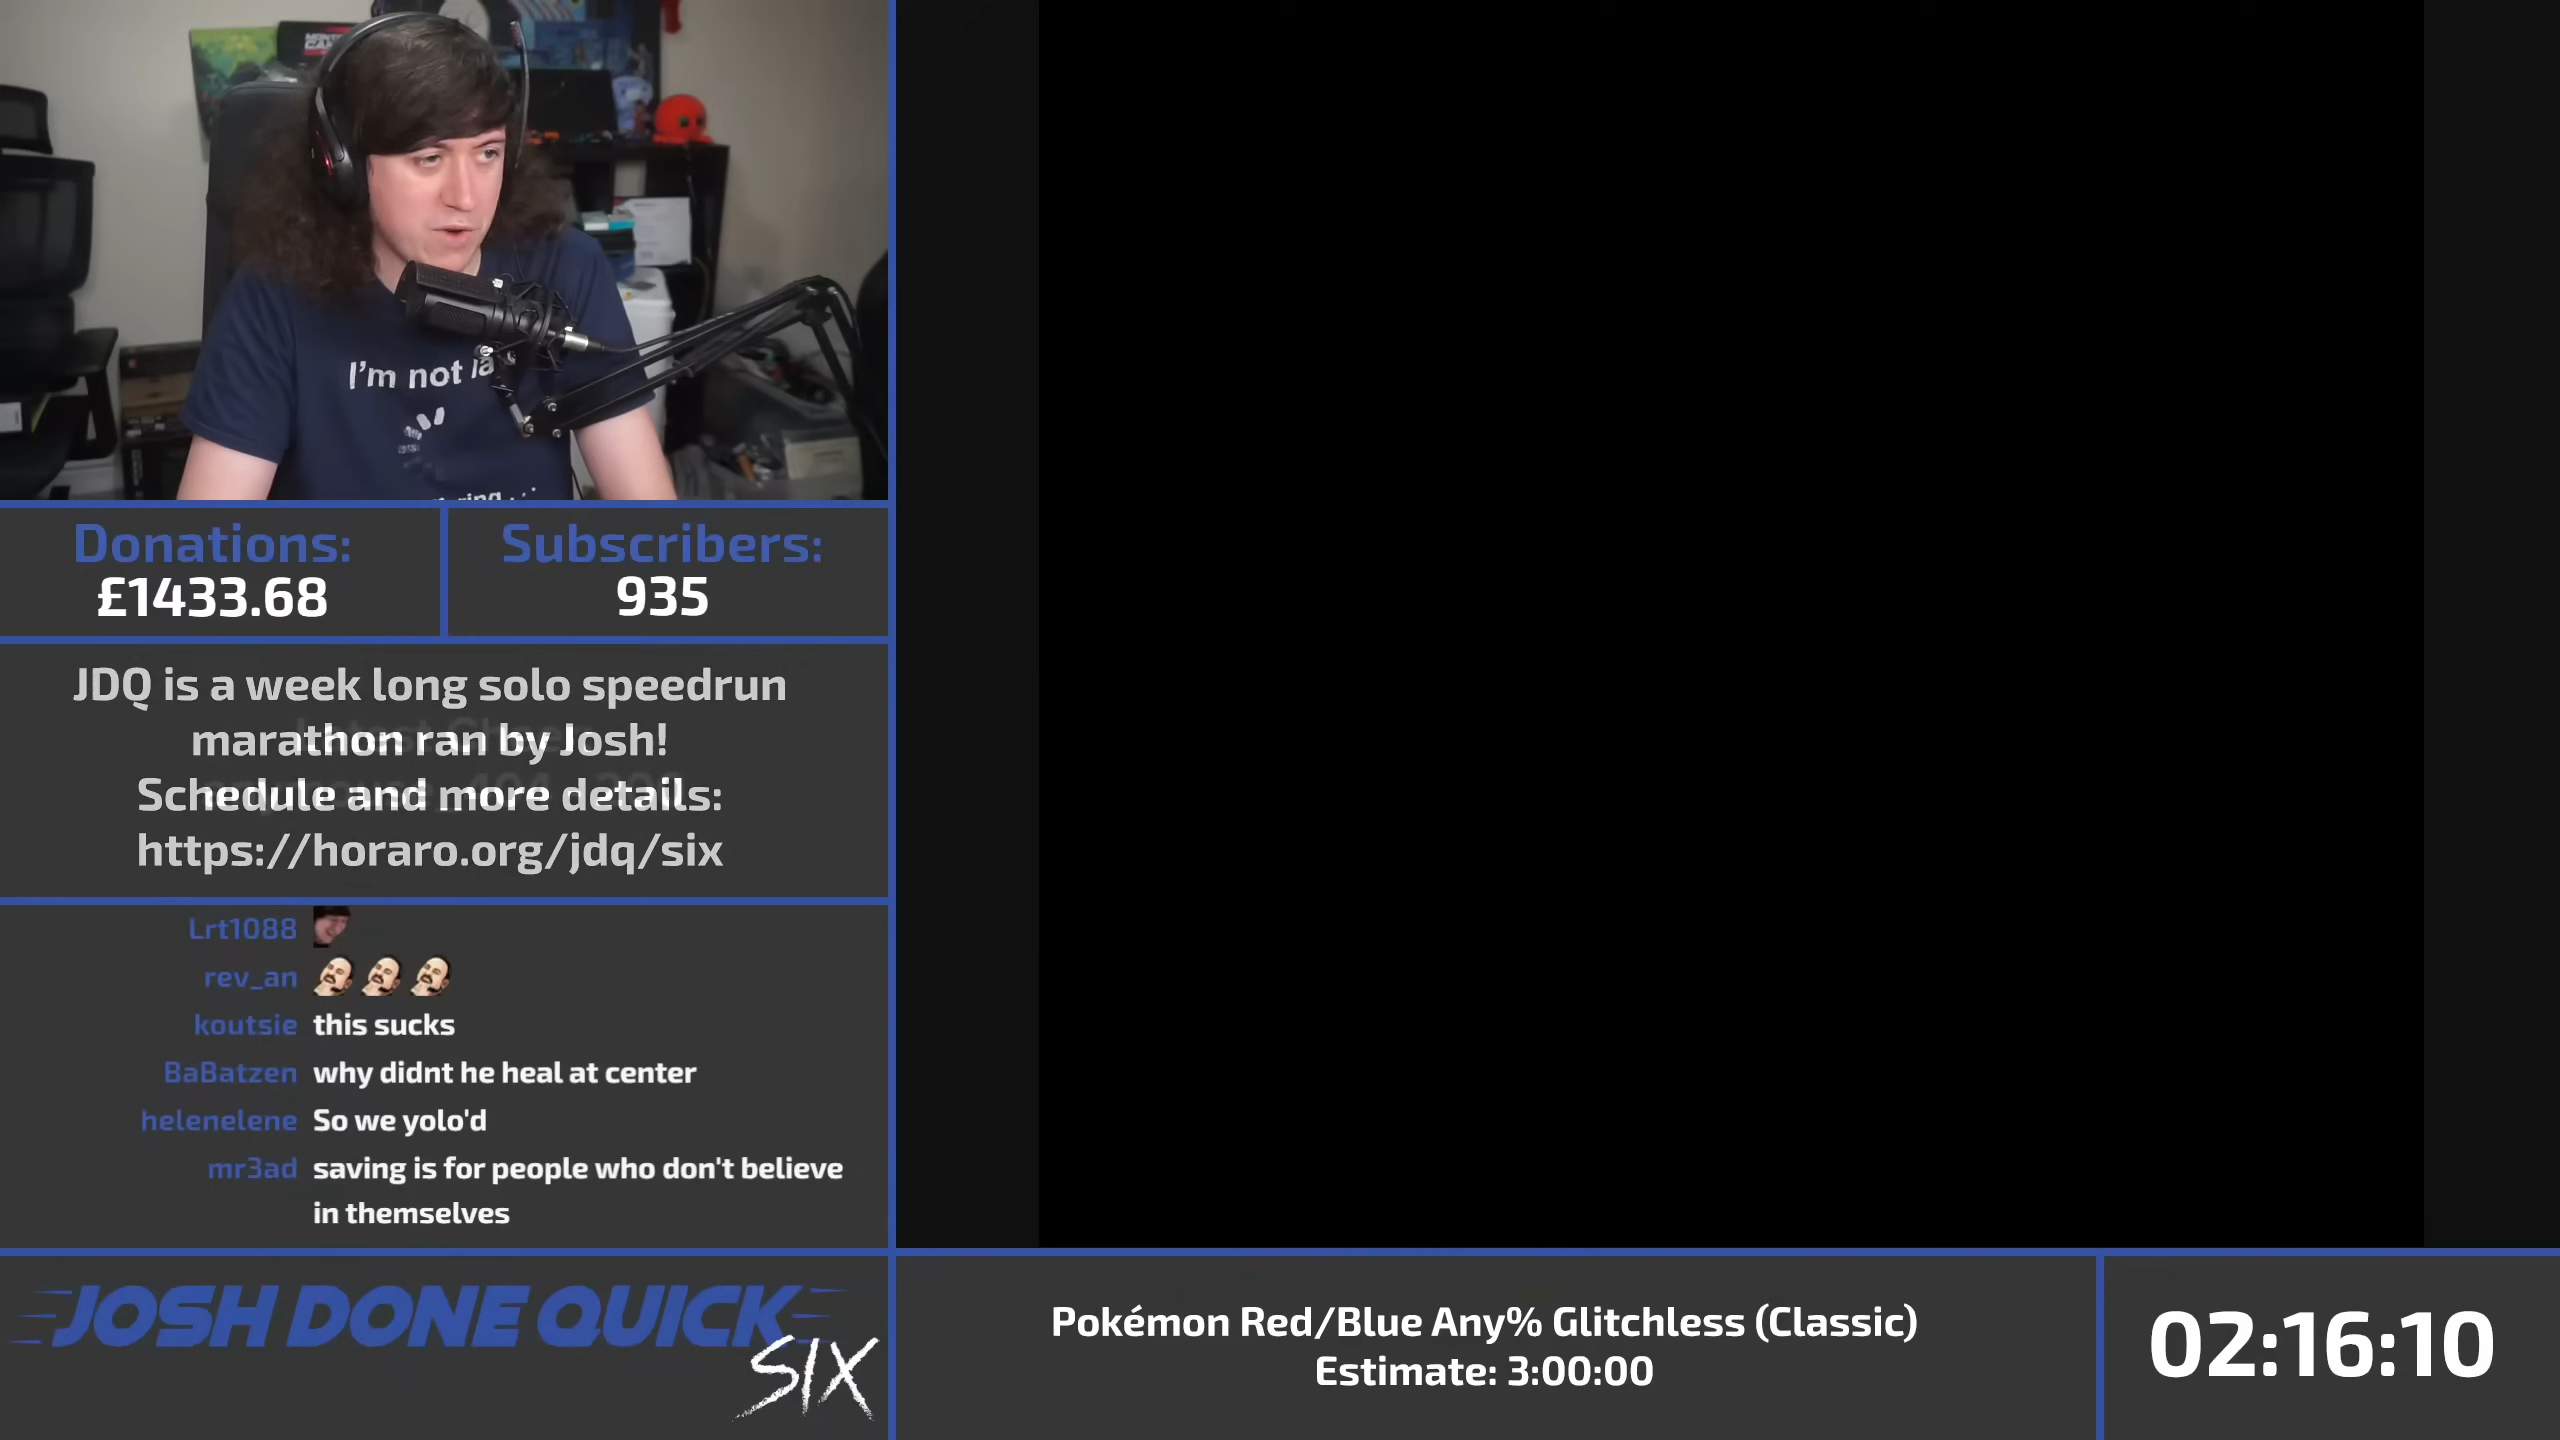 I'm not la
ring...
Donations:
£1433.68
Subscribers:
935
JDQ is a week long solo speedrun
marathon ran by Josh!
Schedule and more details:
https://horaro.org/jdq/six
Lrt1088
rev_an
koutsie this sucks
BaBatzen why didnt he heal at center
helenelene So we yolo'd
mr3ad saving is for people who don't believe
in themselves
JOSH DONE QUICK
SIX
Pokémon Red/Blue Any% Glitchless (Classic)
Estimate: 3:00:00
02:16:10